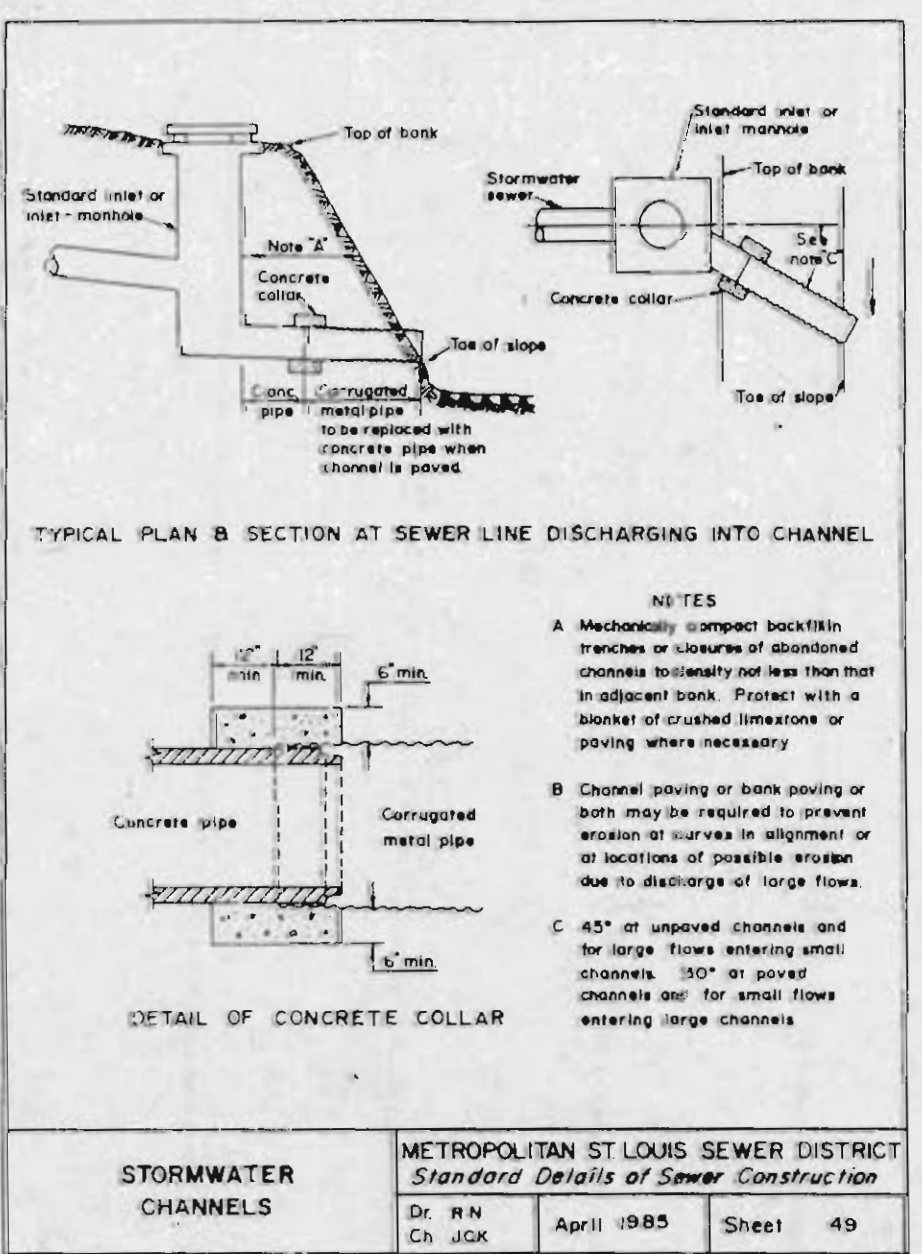 Top of bank
Standard inlet or
inlet - manhole
Note "A"
Concrete
collar
Toe of slope
Conc.
pipe
Corrugated
metal pipe
to be replaced with
concrete pipe when
channel is paved
Standard inlet or
inlet manhole
Top of bank
Stormwater
sewer
See
note "C"
Concrete collar
Toe of slope
TYPICAL PLAN & SECTION AT SEWER LINE DISCHARGING INTO CHANNEL
12" min
12" min.
6" min.
Concrete pipe
Corrugated
metal pipe
6" min.
DETAIL OF CONCRETE COLLAR
NOTES
A Mechanically compact backfill in
trenches or closures of abandoned
channels to density not less than that
in adjacent bank. Protect with a
blanket of crushed limestone or
paving where necessary
B Channel paving or bank paving or
both may be required to prevent
erosion at curves in alignment or
at locations of possible erosion
due to discharge of large flows.
C 45° at unpaved channels and
for large flows entering small
channels. 30° at paved
channels and for small flows
entering large channels
STORMWATER
CHANNELS
METROPOLITAN ST. LOUIS SEWER DISTRICT
Standard Details of Sewer Construction
Dr. RN
Ch JCK
April 1985
Sheet 49